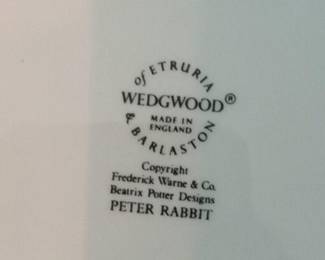 of ETRURIA
WEDGWOOD®
MADE IN
ENGLAND
& BARLASTON
Copyright
Frederick Warne & Co.
Beatrix Potter Designs
PETER RABBIT